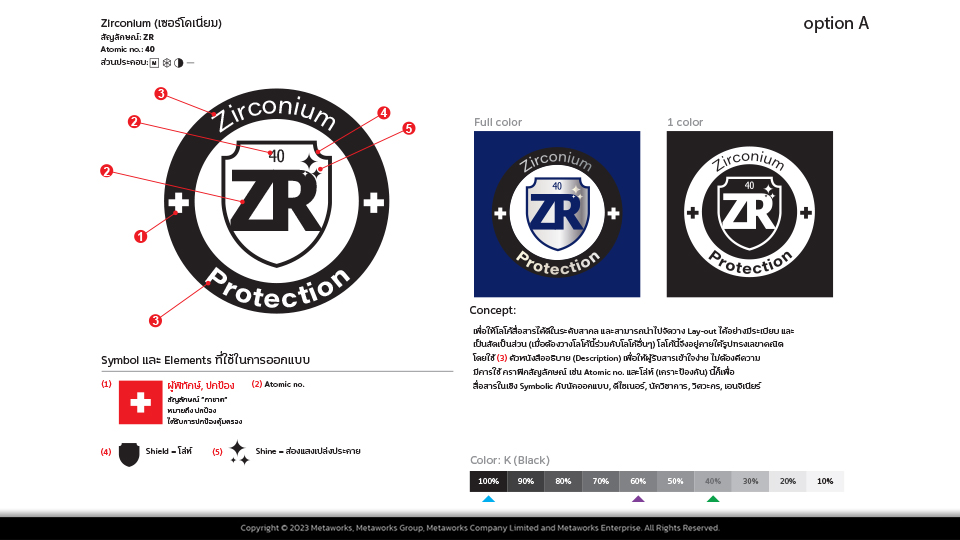 Zirconium (เซอร์โคเนียม)
สัญลักษณ์: ZR
Atomic no.: 40
ส่วนประกอบ:
option A
3
2
2
1
3
4
5
Zirconium
40
ZR
Protection
Full color
1 color
Zirconium
40
ZR
Protection
Zirconium
40
ZR
Protection
Concept:
เพื่อให้โลโก้สื่อสารได้ดีในระดับสากล และสามารถนำไปจัดวาง Lay-out ได้อย่างมีระเบียบ และ
เป็นสัดเป็นส่วน (เมื่อต้องวางโลโก้นี้ร่วมกับโลโก้อื่นๆ) โลโก้นี้จึงอยู่ภายใต้รูปทรงเลขาคณิต
โดยใช้ (3) ตัวหนังสืออธิบาย (Description) เพื่อให้ผู้รับสารเข้าใจง่าย ไม่ต้องตีความ
มีการใช้ คราฟิคสัญลักษณ์ เช่น Atomic no. และโล่ห์ (เคราะป้องกัน) นี้ก็เพื่อ
สื่อสารในเชิง Symbolic กับนักออกแบบ, ดีไซเนอร์, นักวิชาการ, วิศวะกร, เอนจิเนียร์
Symbol และ Elements ที่ใช้ในการออกแบบ
(1)
ผู้พิทักษ์, ปกป้อง
สัญลักษณ์ "กาชาด"
หมายถึง ปกป้อง
ได้รับการปกป้องคุ้มครอง
(2) Atomic no.
(4)
Shield = โล่ห์
(5)
Shine = ส่องแสงเปล่งประกาย
Color: K (Black)
100% 90% 80% 70% 60% 50% 40% 30% 20% 10%
Copyright © 2023 Metaworks, Metaworks Group, Metaworks Company Limited and Metaworks Enterprise. All Rights Reserved.